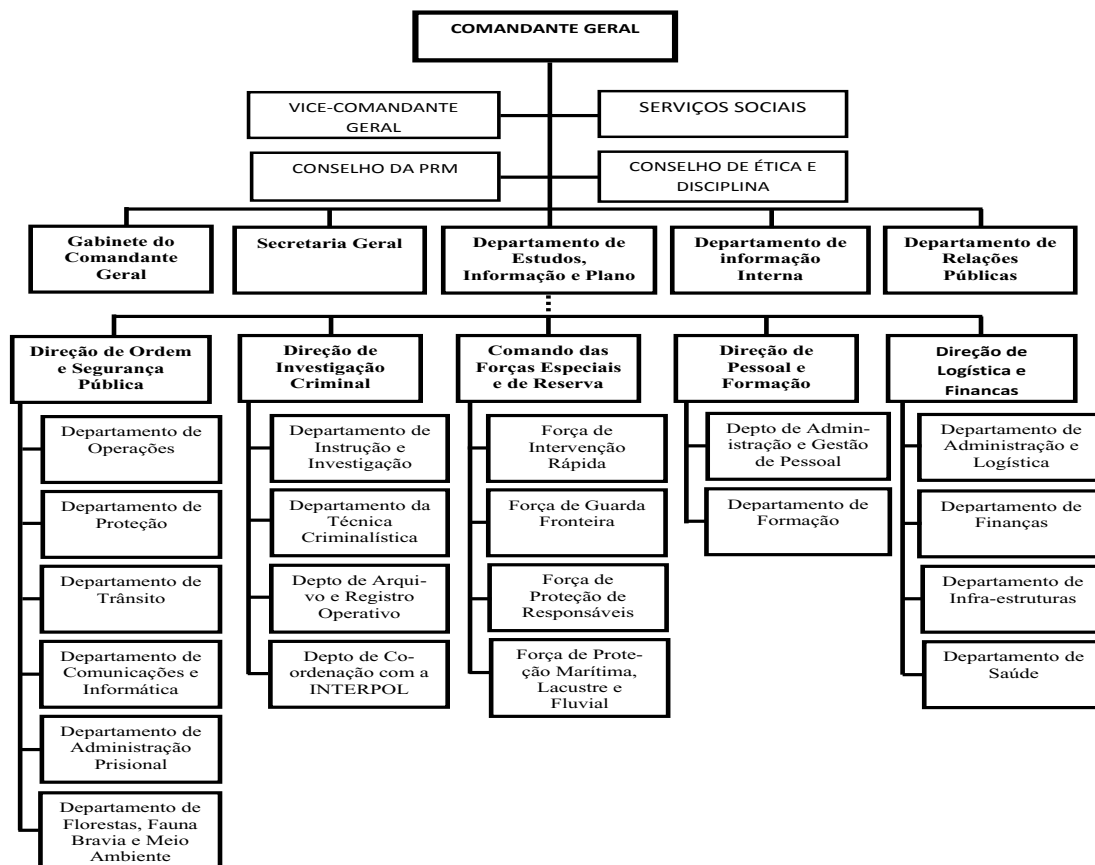 COMANDANTE GERAL
VICE-COMANDANTE
GERAL
SERVIÇOS SOCIAIS
CONSELHO DA PRM
CONSELHO DE ÉTICA E
DISCIPLINA
Gabinete do
Comandante
Geral
Secretaria Geral
Departamento de
Estudos,
Informação e Plano
Departamento de
informação
Interna
Departamento de
Relações
Públicas
Direção de Ordem
e Segurança
Pública
Direção de
Investigação
Criminal
Comando das
Forças Especiais
e de Reserva
Direção de
Pessoal e
Formação
Direção de
Logística e
Financas
Departamento de
Operações
Departamento de
Proteção
Departamento de
Trânsito
Departamento de
Comunicações e
Informática
Departamento de
Administração
Prisional
Departamento de
Florestas, Fauna
Bravia e Meio
Ambiente
Departamento de
Instrução e
Investigação
Departamento da
Técnica
Criminalística
Depto de Arqui-
vo e Registro
Operativo
Depto de Co-
ordenação com a
INTERPOL
Força de
Intervenção
Rápida
Força de Guarda
Fronteira
Força de
Proteção de
Responsáveis
Força de Prote-
ção Marítima,
Lacustre e
Fluvial
Depto de Admin-
istração e Gestão
de Pessoal
Departamento de
Formação
Departamento de
Administração e
Logística
Departamento de
Finanças
Departamento de
Infra-estruturas
Departamento de
Saúde